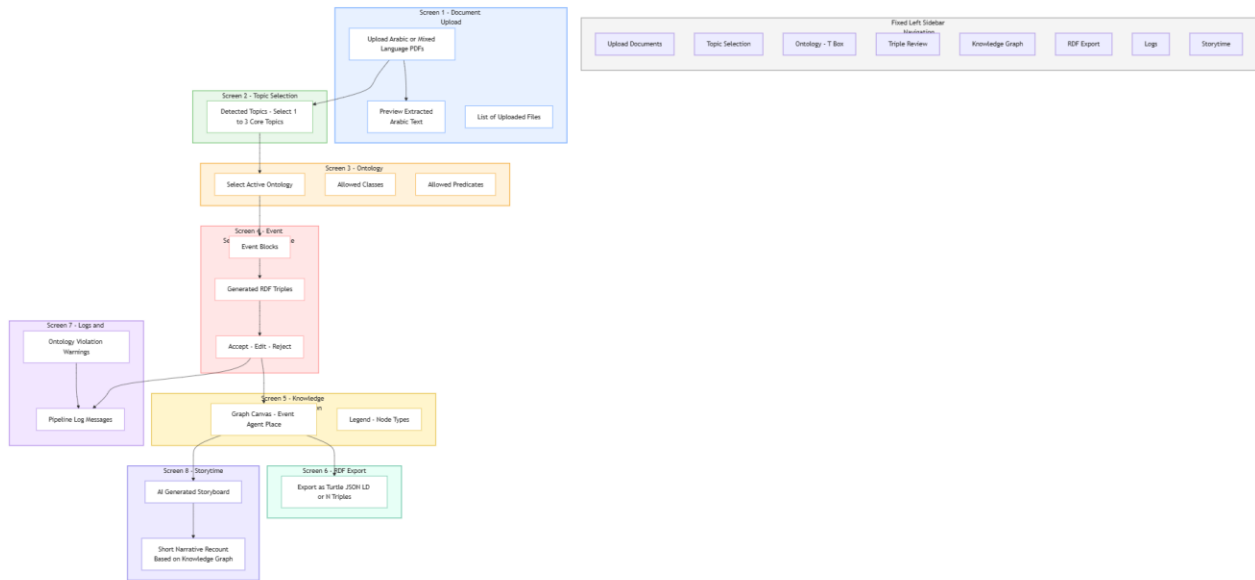 Screen 1 - Document
Upload
Upload Arabic or Mixed
Language PDFs
Preview Extracted
Arabic Text
List of Uploaded Files
Fixed Left Sidebar
Navigation
Upload Documents
Topic Selection
Ontology - T Box
Triple Review
Knowledge Graph
RDF Export
Logs
Storytime
Screen 2 - Topic Selection
Detected Topics - Select 1
to 3 Core Topics
Screen 3 - Ontology
Select Active Ontology
Allowed Classes
Allowed Predicates
Screen 4 - Event
Event Blocks
Generated RDF Triples
Accept - Edit - Reject
Screen 7 - Logs and
Ontology Violation
Warnings
Pipeline Log Messages
Screen 5 - Knowledge
Graph Canvas - Event
Agent Place
Legend - Node Types
Screen 8 - Storytime
AI Generated Storyboard
Short Narrative Recount
Based on Knowledge Graph
Screen 6 - RDF Export
Export as Turtle JSON LD
or N Triples